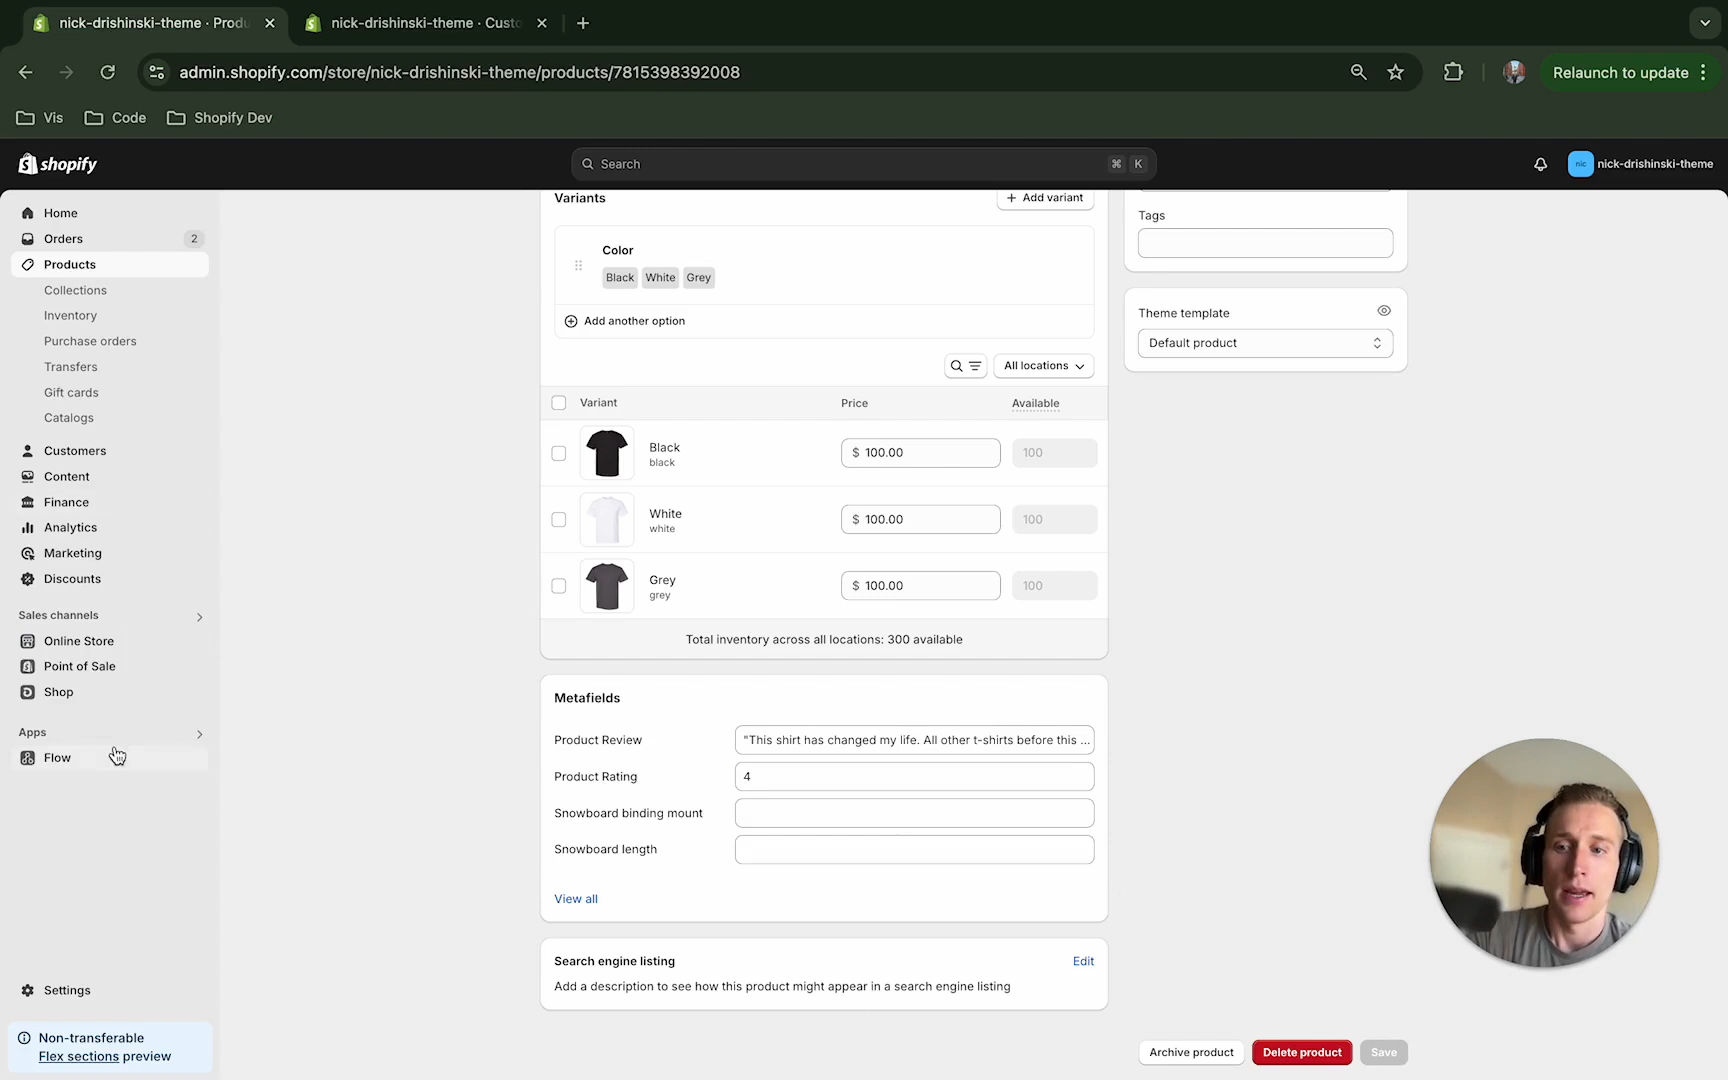 nick-drishinski-theme · Produ
nick-drishinski-theme · Custo
admin.shopify.com/store/nick-drishinski-theme/products/7815398392008
Relaunch to update
Vis
Code
Shopify Dev
shopify
Search
⌘ K
nic
nick-drishinski-theme
Home
Orders
2
Products
Collections
Inventory
Purchase orders
Transfers
Gift cards
Catalogs
Customers
Content
Finance
Analytics
Marketing
Discounts
Sales channels
Online Store
Point of Sale
Shop
Apps
Flow
Settings
Non-transferable
Flex sections preview
Variants
Add variant
Color
Black White Grey
Add another option
All locations
Variant Price Available
Black
black
$ 100.00
100
White
white
$ 100.00
100
Grey
grey
$ 100.00
100
Total inventory across all locations: 300 available
Metafields
Product Review
"This shirt has changed my life. All other t-shirts before this ...
Product Rating
4
Snowboard binding mount
Snowboard length
View all
Search engine listing
Edit
Add a description to see how this product might appear in a search engine listing
Tags
Theme template
Default product
Archive product
Delete product
Save